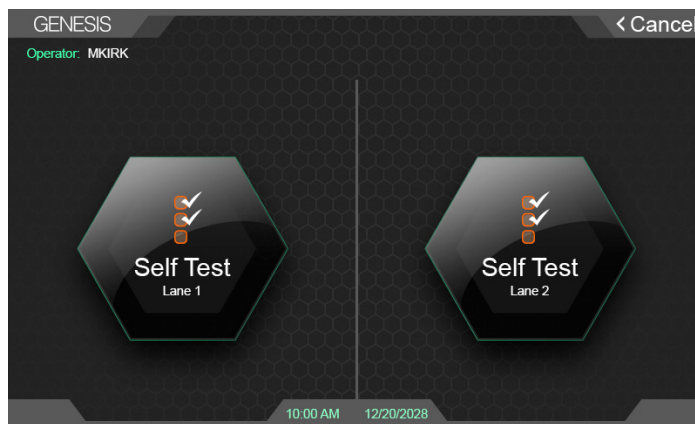 GENESIS
Cancel
Operator: MKIRK
Self Test
Lane 1
Self Test
Lane 2
10:00 AM 12/20/2028